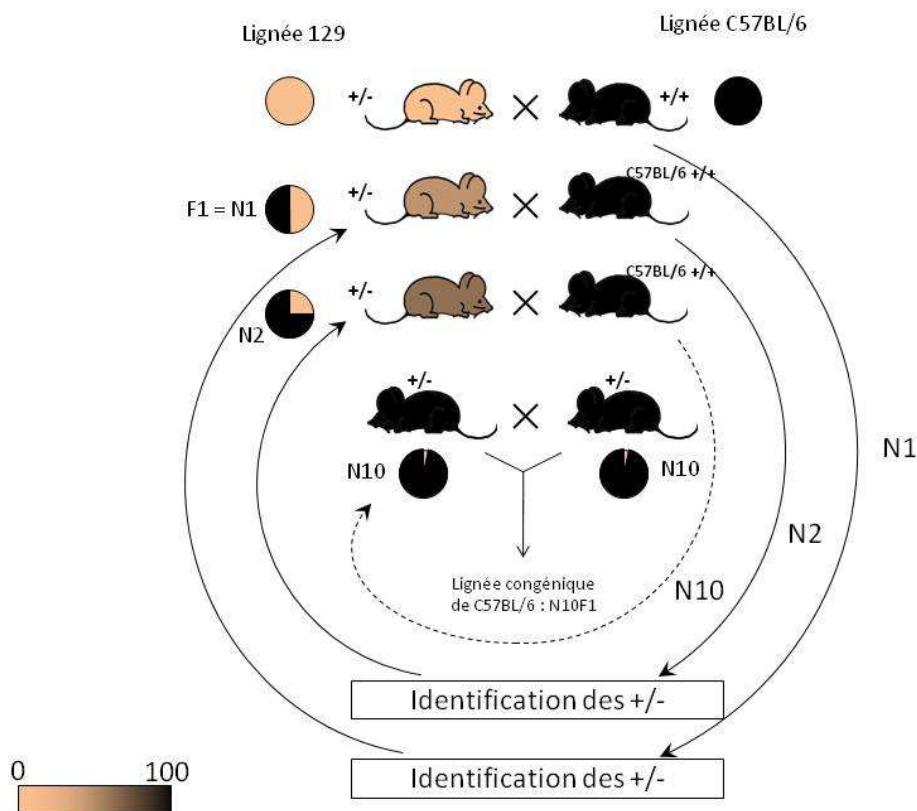 Lignée 129
Lignée C57BL/6
+/-
+/+
F1 = N1
+/-
C57BL/6 +/+
N2
+/-
C57BL/6 +/+
+/-
+/-
N10
N10
N1
N2
N10
Lignée congénique
de C57BL/6 : N10F1
Identification des +/-
Identification des +/-
0
100